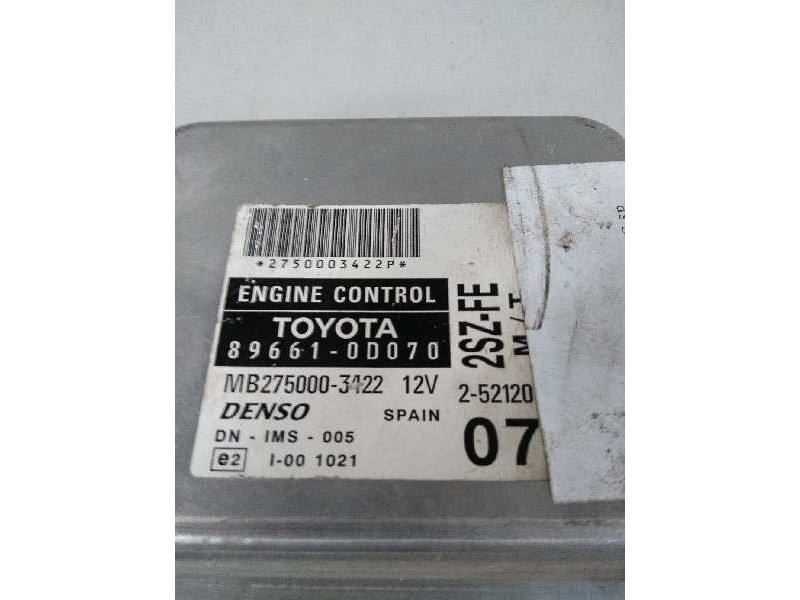 *2750003422P*
ENGINE CONTROL
TOYOTA
89661-0D070
MB275000-3422 12V
DENSO SPAIN
DN - IMS - 005
e2 I-00 1021
2SZ-FE
M/T
2-52120
07